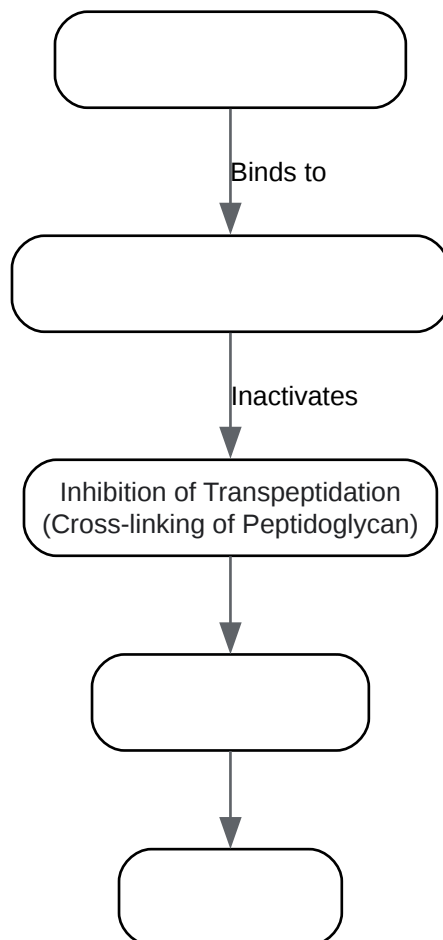 Binds to
Inactivates
Inhibition of Transpeptidation
(Cross-linking of Peptidoglycan)